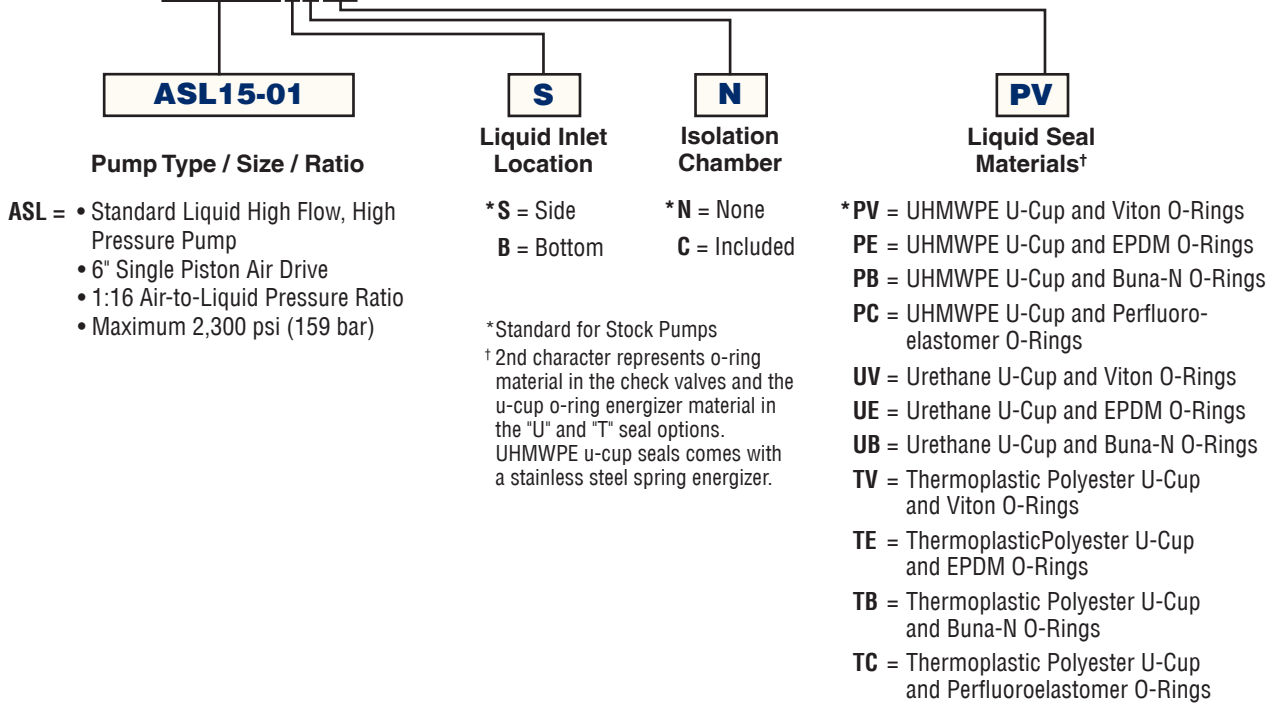 ASL15-01
Pump Type / Size / Ratio
ASL = • Standard Liquid High Flow, High
Pressure Pump
• 6" Single Piston Air Drive
• 1:16 Air-to-Liquid Pressure Ratio
• Maximum 2,300 psi (159 bar)
S
Liquid Inlet
Location
*S = Side
B = Bottom
N
Isolation
Chamber
*N = None
C = Included
*Standard for Stock Pumps
† 2nd character represents o-ring
material in the check valves and the
u-cup o-ring energizer material in
the "U" and "T" seal options.
UHMWPE u-cup seals comes with
a stainless steel spring energizer.
PV
Liquid Seal
Materials†
*PV = UHMWPE U-Cup and Viton O-Rings
PE = UHMWPE U-Cup and EPDM O-Rings
PB = UHMWPE U-Cup and Buna-N O-Rings
PC = UHMWPE U-Cup and Perfluoro-
elastomer O-Rings
UV = Urethane U-Cup and Viton O-Rings
UE = Urethane U-Cup and EPDM O-Rings
UB = Urethane U-Cup and Buna-N O-Rings
TV = Thermoplastic Polyester U-Cup
and Viton O-Rings
TE = ThermoplasticPolyester U-Cup
and EPDM O-Rings
TB = Thermoplastic Polyester U-Cup
and Buna-N O-Rings
TC = Thermoplastic Polyester U-Cup
and Perfluoroelastomer O-Rings